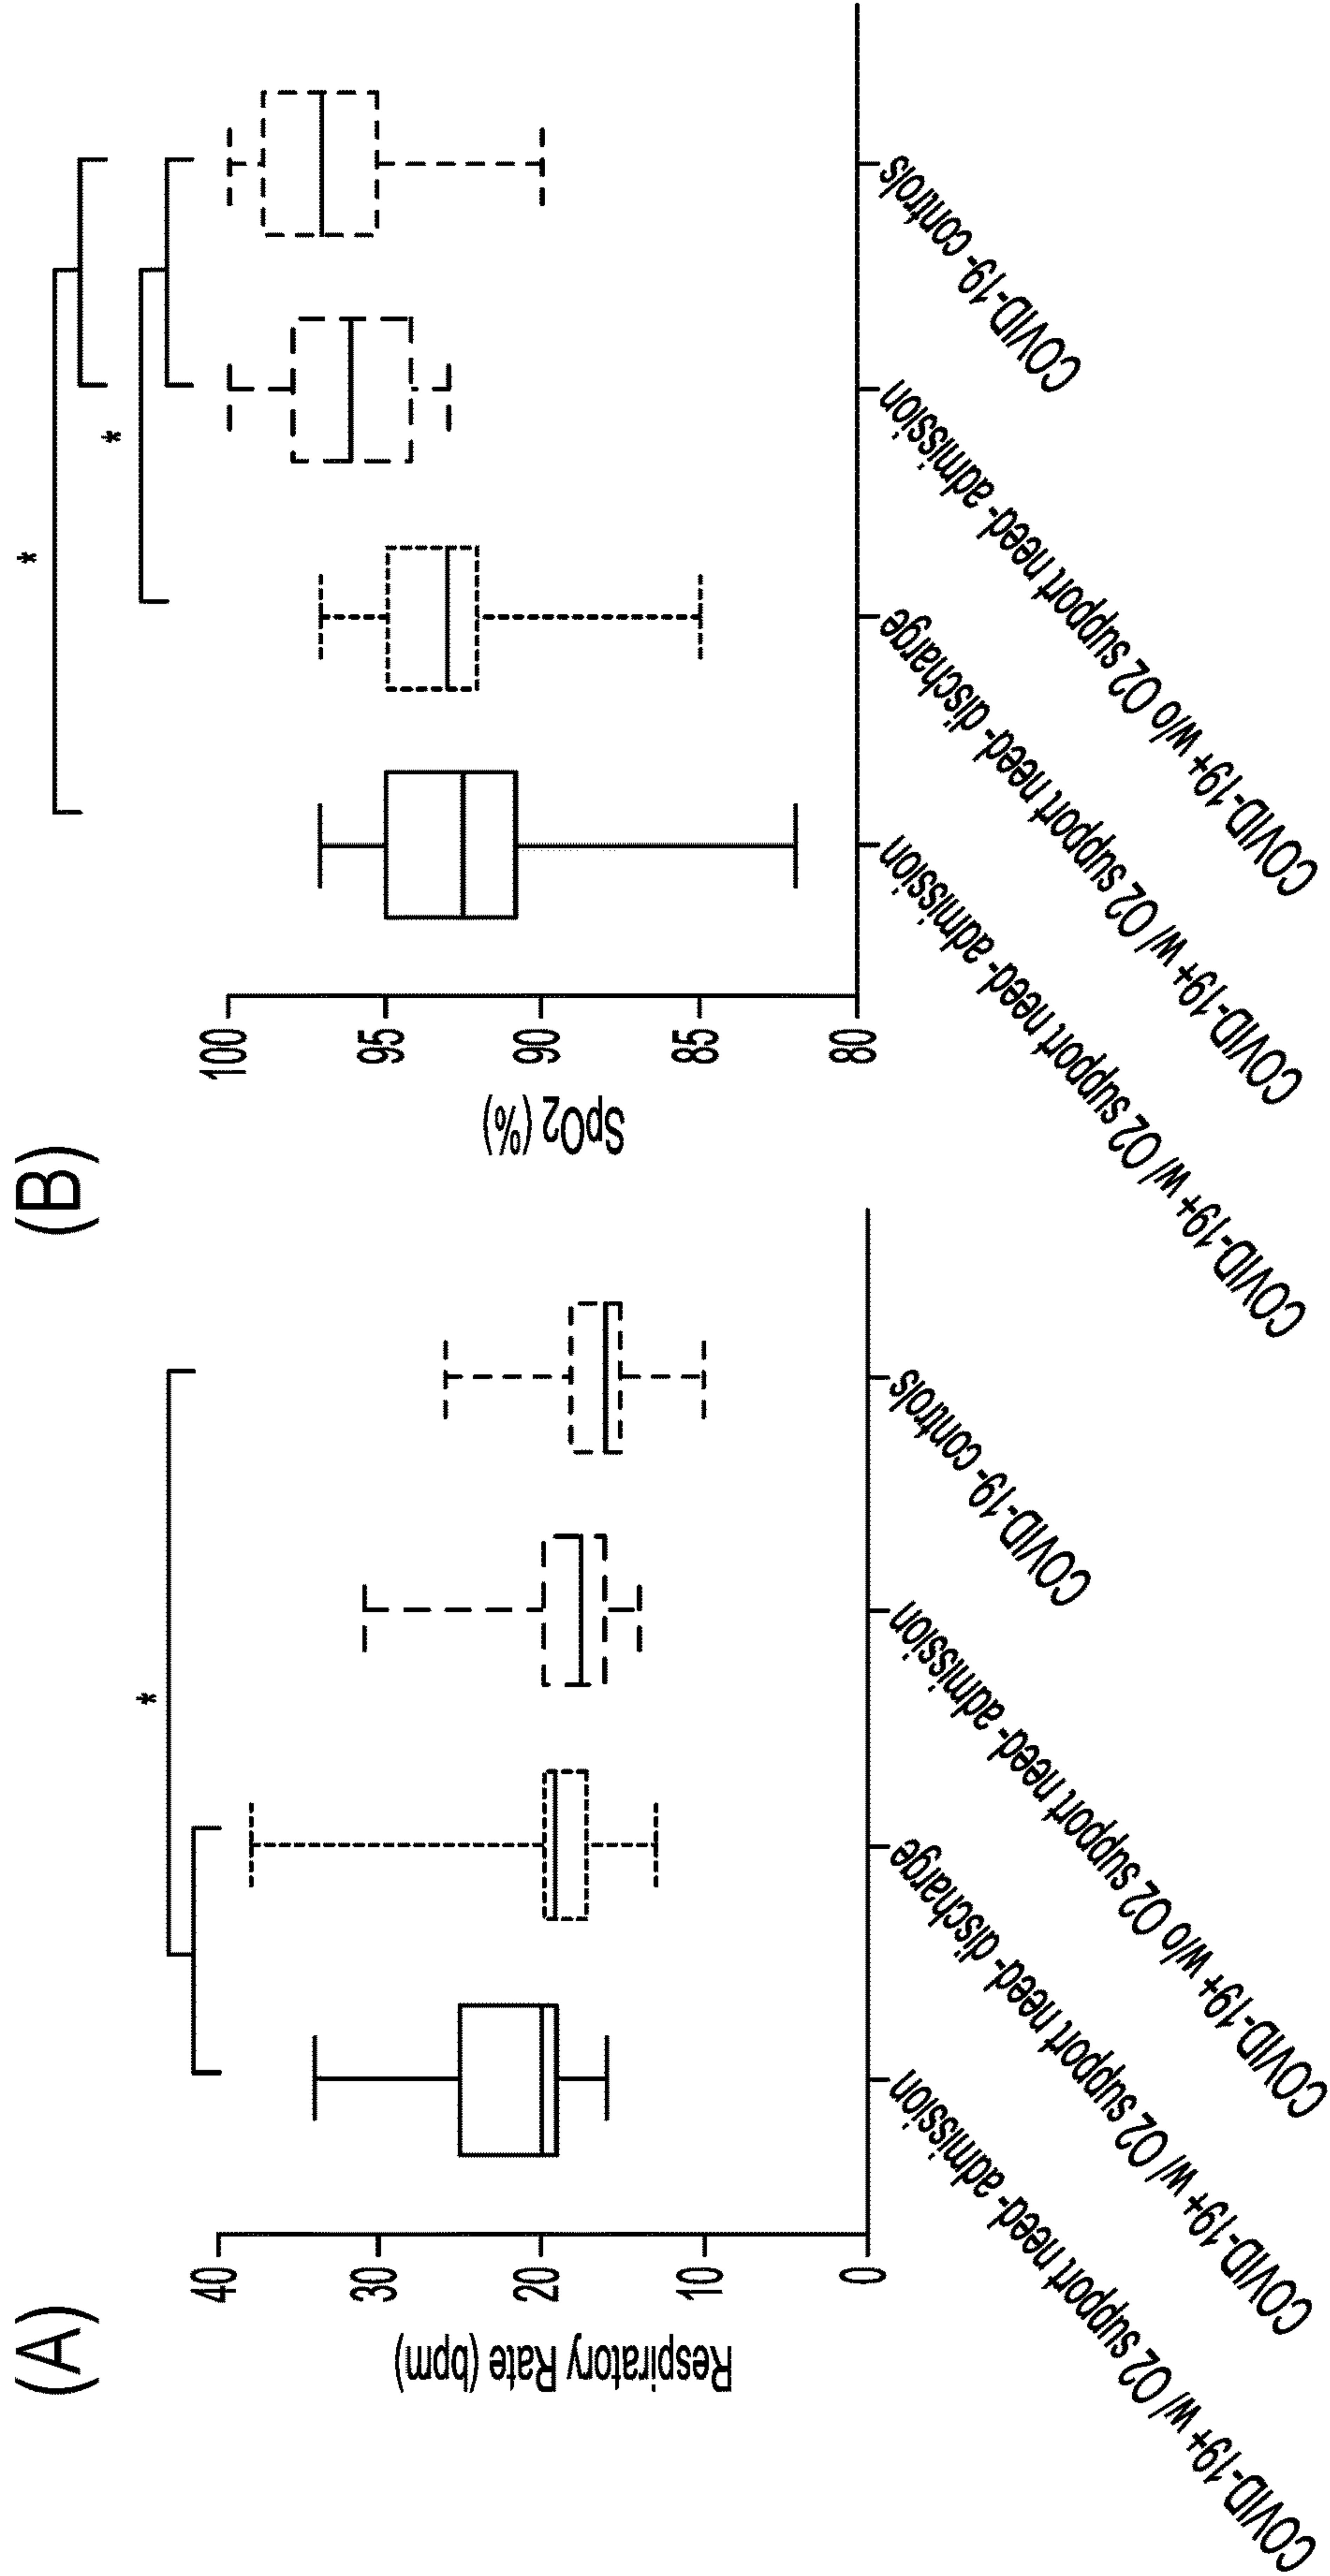 (A)
Respiratory Rate (bpm)
40
30
20
10
0
*
COVID-19+ w/ O2 support need- admission
COVID-19+ w/ O2 support need- discharge
COVID-19+ w/o O2 support need- admission
COVID-19- controls
(B)
SpO2 (%)
100
95
90
85
80
*
*
COVID-19+ w/ O2 support need- admission
COVID-19+ w/ O2 support need- discharge
COVID-19+ w/o O2 support need- admission
COVID-19- controls